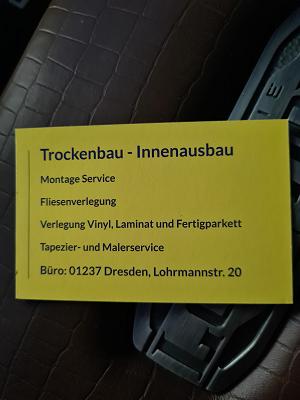 Trockenbau - Innenausbau
Montage Service
Fliesenverlegung
Verlegung Vinyl, Laminat und Fertigparkett
Tapezier- und Malerservice
Büro: 01237 Dresden, Lohrmannstr. 20